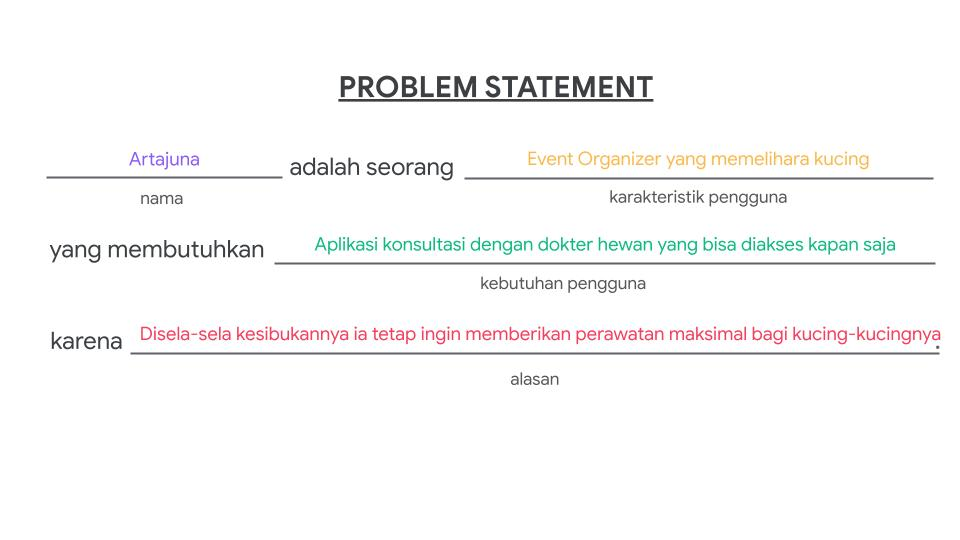 PROBLEM STATEMENT
Artajuna adalah seorang Event Organizer yang memelihara kucing
nama karakteristik pengguna
yang membutuhkan Aplikasi konsultasi dengan dokter hewan yang bisa diakses kapan saja
kebutuhan pengguna
karena Disela-sela kesibukannya ia tetap ingin memberikan perawatan maksimal bagi kucing-kucingnya.
alasan